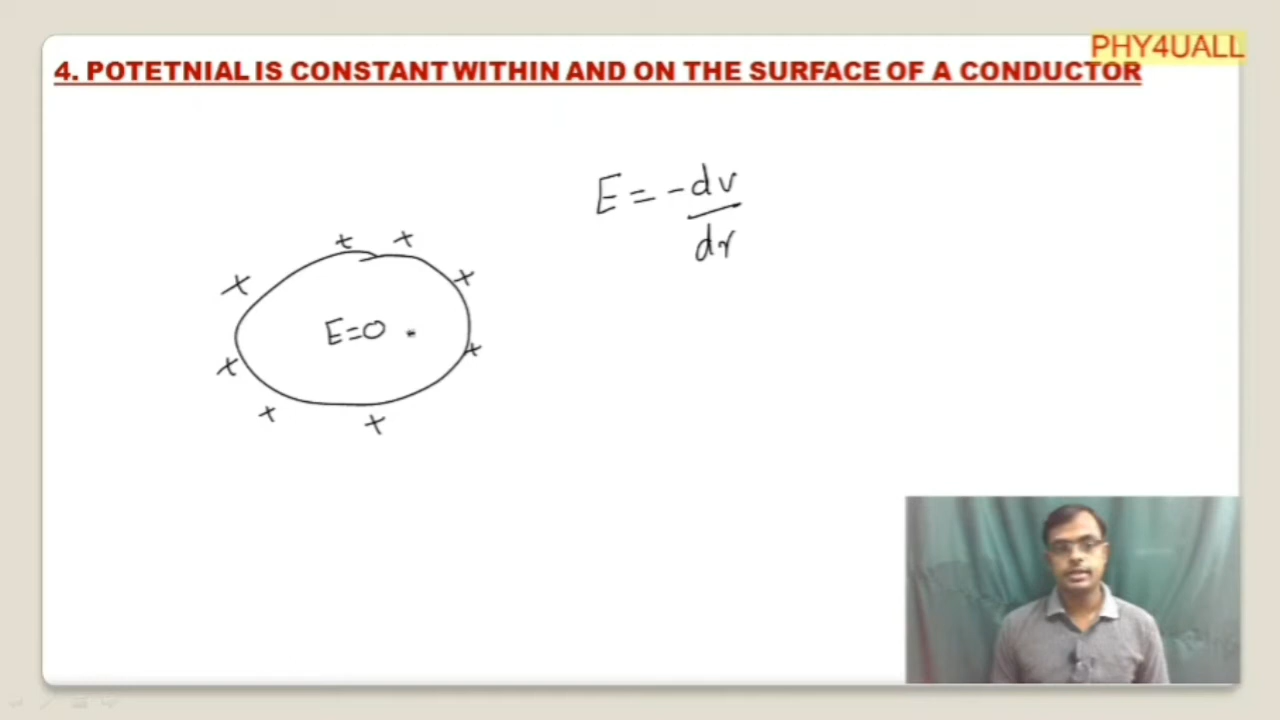 PHY4UALL
4. POTETNIAL IS CONSTANT WITHIN AND ON THE SURFACE OF A CONDUCTOR
E = - dv
dr
+ +
+ +
E=0 .
+ +
+ +